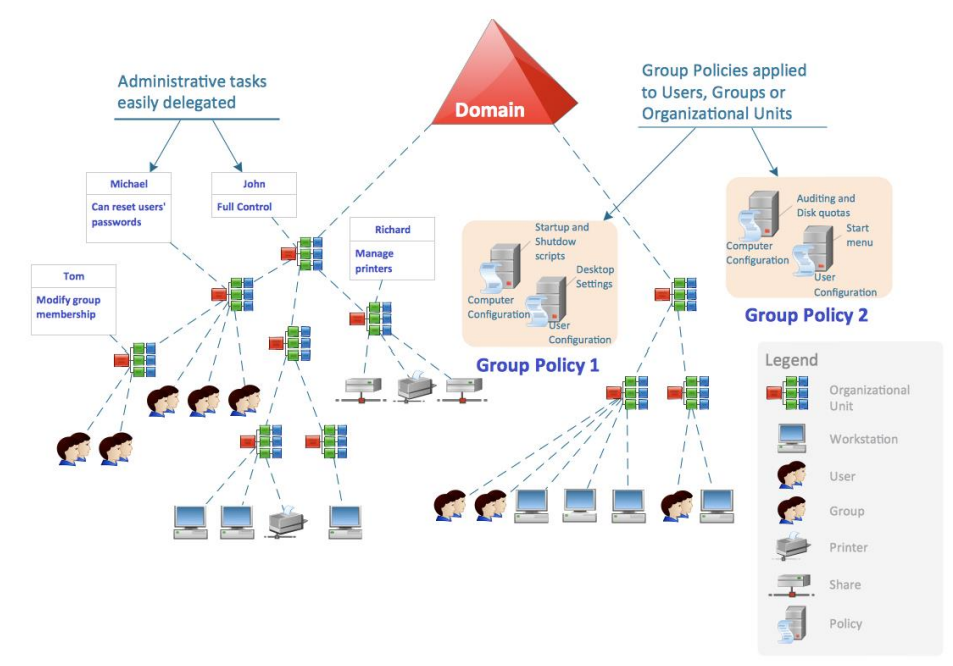 Administrative tasks
easily delegated
Domain
Group Policies applied
to Users, Groups or
Organizational Units
Michael
Can reset users'
passwords
John
Full Control
Richard
Manage
printers
Tom
Modify group
membership
Startup and
Shutdow
scripts
Desktop
Settings
Computer
Configuration
User
Configuration
Group Policy 1
Auditing and
Disk quotas
Start
menu
Computer
Configuration
User
Configuration
Group Policy 2
Legend
Organizational
Unit
Workstation
User
Group
Printer
Share
Policy